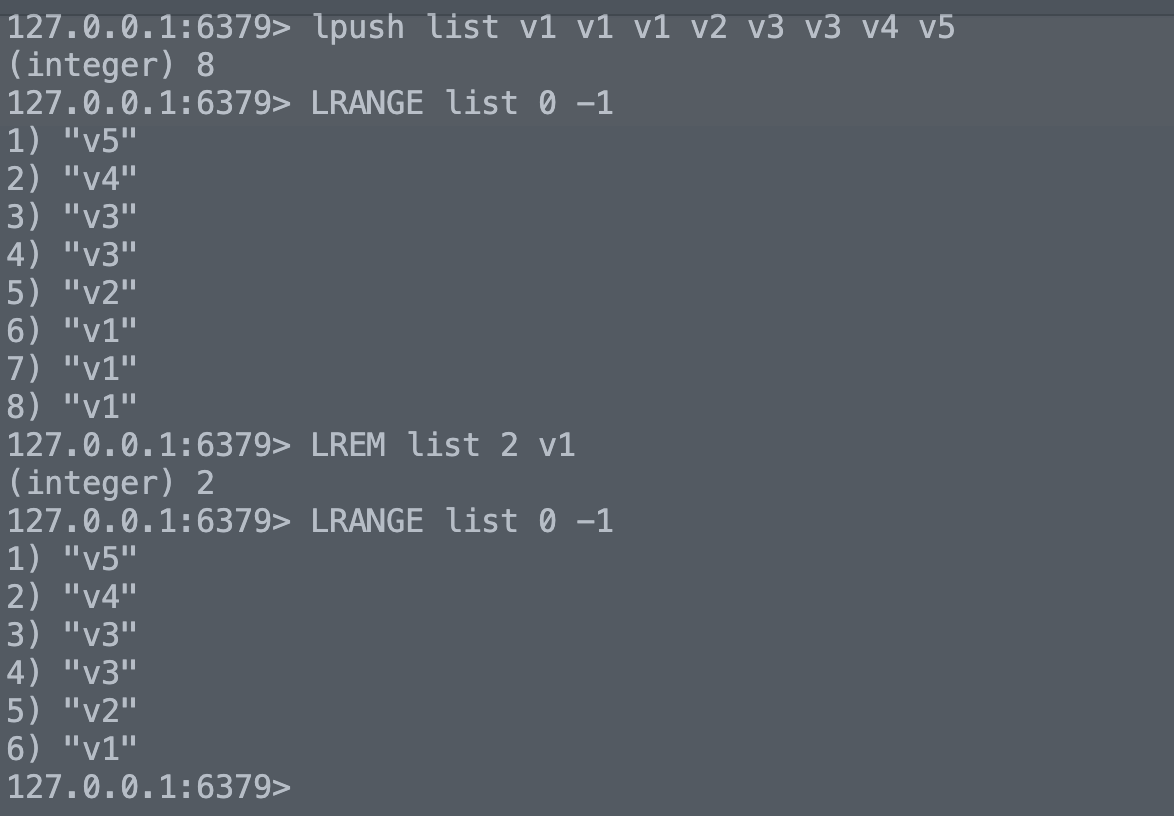 127.0.0.1:6379> lpush list v1 v1 v1 v2 v3 v3 v4 v5
(integer) 8
127.0.0.1:6379> LRANGE list 0 -1
1) "v5"
2) "v4"
3) "v3"
4) "v3"
5) "v2"
6) "v1"
7) "v1"
8) "v1"
127.0.0.1:6379> LREM list 2 v1
(integer) 2
127.0.0.1:6379> LRANGE list 0 -1
1) "v5"
2) "v4"
3) "v3"
4) "v3"
5) "v2"
6) "v1"
127.0.0.1:6379>